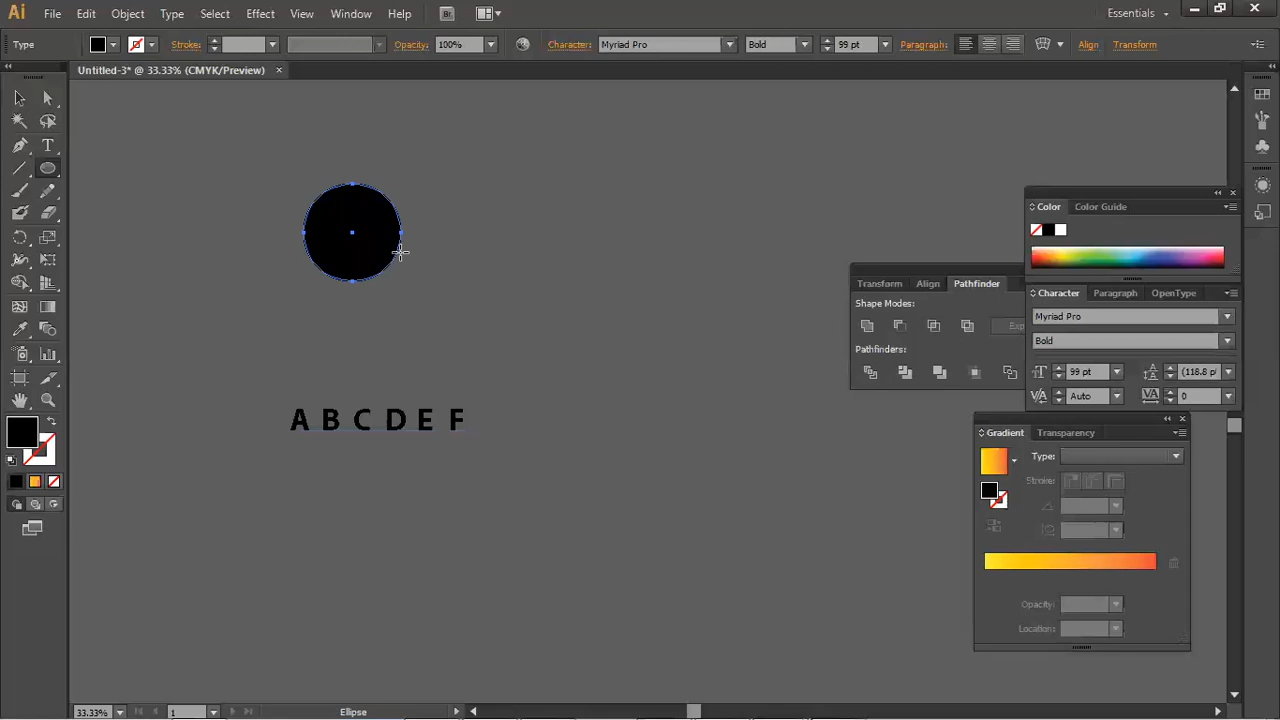 Ai File Edit Object Type Select Effect View Window Help Br Essentials
Type Stroke: Opacity: 100% Character: Myriad Pro Bold 99 pt Paragraph: Align Transform
Untitled-3* @ 33.33% (CMYK/Preview)
Color Color Guide
Transform Align Pathfinder
Shape Modes:
Pathfinders:
Character Paragraph OpenType
Myriad Pro
Bold
99 pt (118.8 p
Auto 0
A B C D E F
Gradient Transparency
Type:
Stroke:
Opacity:
Location:
33.33% 1 Ellipse